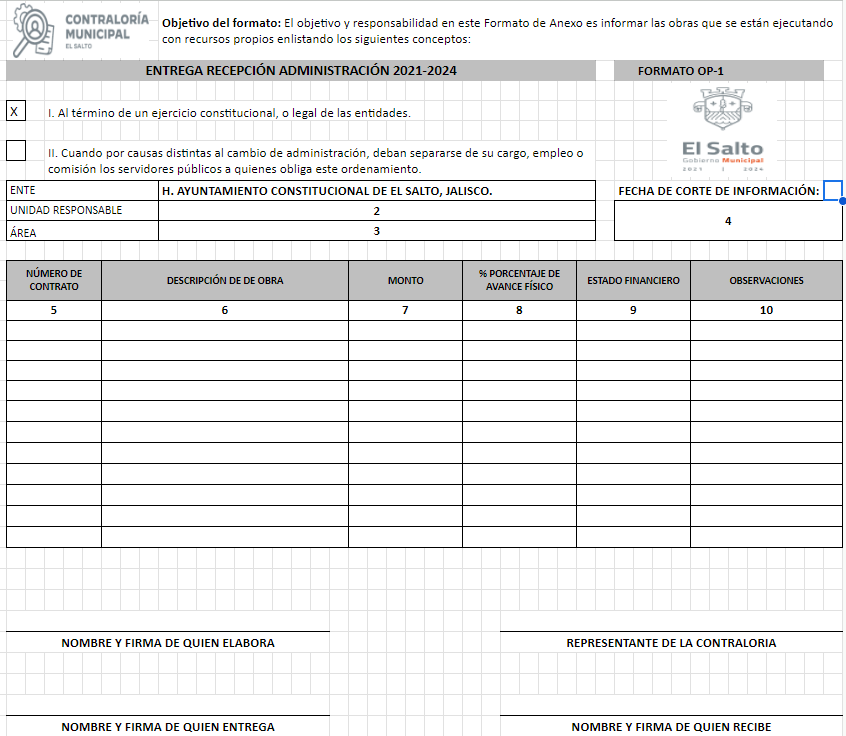 CONTRALORÍA
MUNICIPAL
EL SALTO
Objetivo del formato: El objetivo y responsabilidad en este Formato de Anexo es informar las obras que se están ejecutando
con recursos propios enlistando los siguientes conceptos:
ENTREGA RECEPCIÓN ADMINISTRACIÓN 2021-2024
FORMATO OP-1
X
I. Al término de un ejercicio constitucional, o legal de las entidades.
II. Cuando por causas distintas al cambio de administración, deban separarse de su cargo, empleo o
comisión los servidores públicos a quienes obliga este ordenamiento.
El Salto
Gobierno Municipal
2021 | 2024
ENTE H. AYUNTAMIENTO CONSTITUCIONAL DE EL SALTO, JALISCO.
UNIDAD RESPONSABLE 2
ÁREA 3
FECHA DE CORTE DE INFORMACIÓN:
4
NÚMERO DE
CONTRATO
DESCRIPCIÓN DE DE OBRA
MONTO
% PORCENTAJE DE
AVANCE FÍSICO
ESTADO FINANCIERO
OBSERVACIONES
5 6 7 8 9 10
NOMBRE Y FIRMA DE QUIEN ELABORA
REPRESENTANTE DE LA CONTRALORIA
NOMBRE Y FIRMA DE QUIEN ENTREGA
NOMBRE Y FIRMA DE QUIEN RECIBE